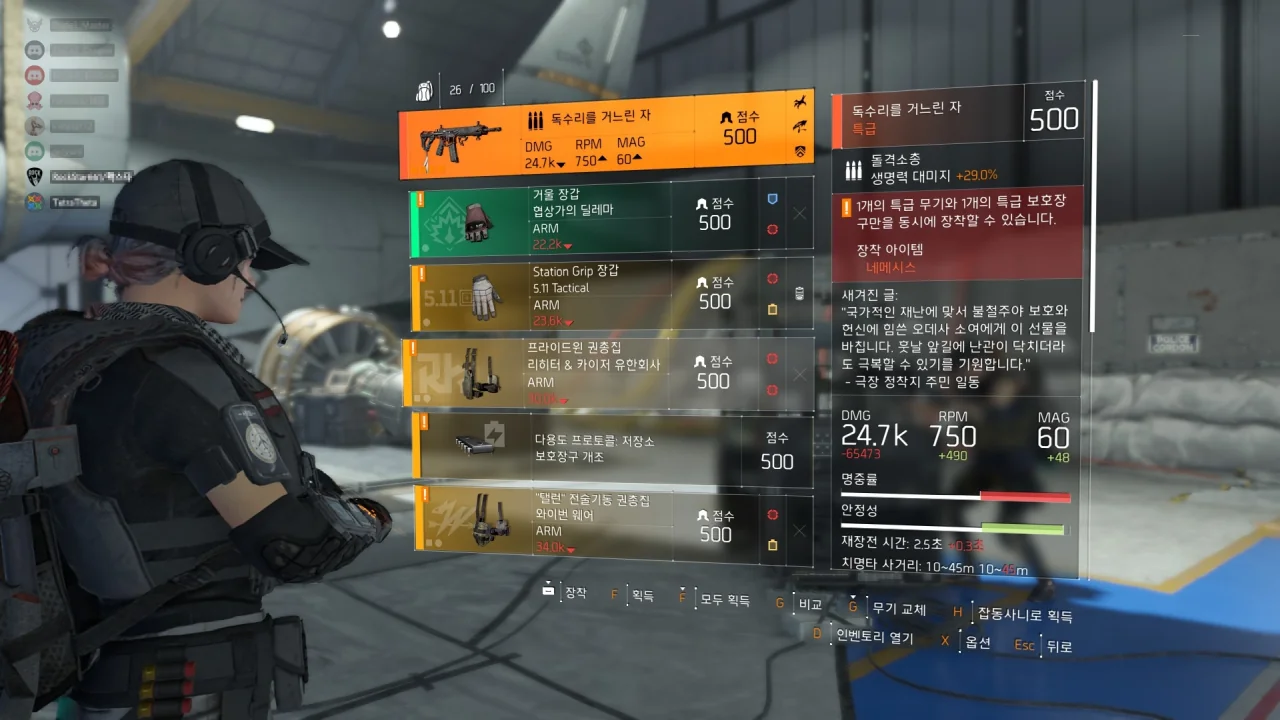 TetraTheta
26 / 100
독수리를 거느린 자
DMG RPM MAG
24.7k 750 60
점수
500
거울 장갑
협상가의 딜레마
ARM
22.2k
점수
500
5.11
Station Grip 장갑
5.11 Tactical
ARM
23.6k
점수
500
프라이드윈 권총집
리히터 & 카이저 유한회사
ARM
점수
500
다용도 프로토콜: 저장소
보호장구 개조
점수
500
"탤런" 전술기동 권총집
와이번 웨어
ARM
34.0k
점수
500
독수리를 거느린 자
특급
점수
500
돌격소총
생명력 대미지 +29.0%
1개의 특급 무기와 1개의 특급 보호장
구만을 동시에 장착할 수 있습니다.
장착 아이템
네메시스
새겨진 글:
"국가적인 재난에 맞서 불철주야 보호와
헌신에 힘쓴 오데사 소여에게 이 선물을
바칩니다. 훗날 앞길에 난관이 닥치더라
도 극복할 수 있기를 기원합니다."
- 극장 정착지 주민 일동
DMG RPM MAG
24.7k 750 60
-65473 +490 +48
명중률
안정성
재장전 시간: 2.5초 +0.3초
치명타 사거리: 10~45m 10~45m
장착 F 획득 F 모두 획득 G 비교 G 무기 교체 H 잡동사니로 획득
D 인벤토리 열기 X 옵션 Esc 뒤로
POLICE
CORDON